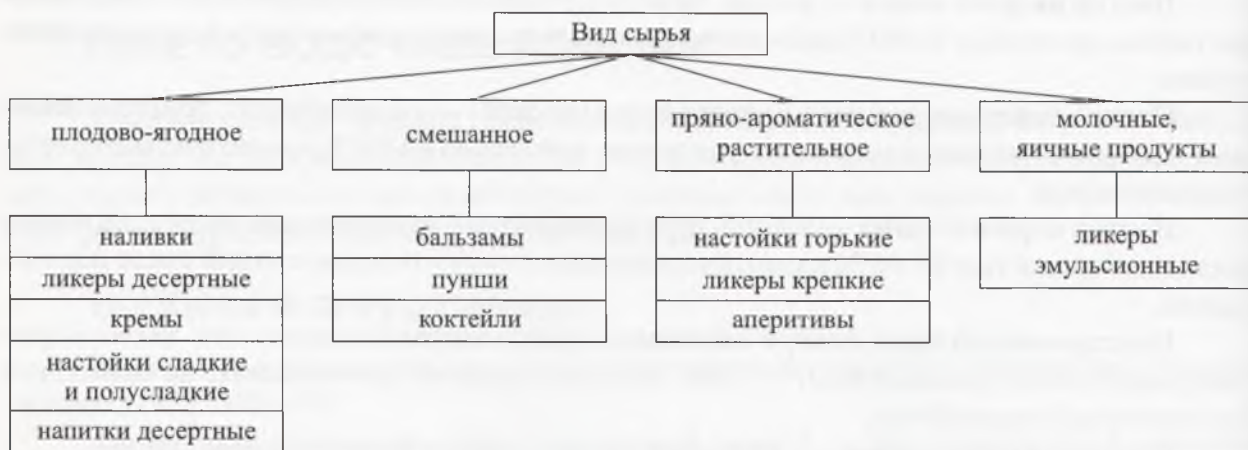 Вид сырья
плодово-ягодное
смешанное
пряно-ароматическое
растительное
молочные,
яичные продукты
наливки
ликеры десертные
кремы
настойки сладкие
и полусладкие
напитки десертные
бальзамы
пунши
коктейли
настойки горькие
ликеры крепкие
аперитивы
ликеры
эмульсионные